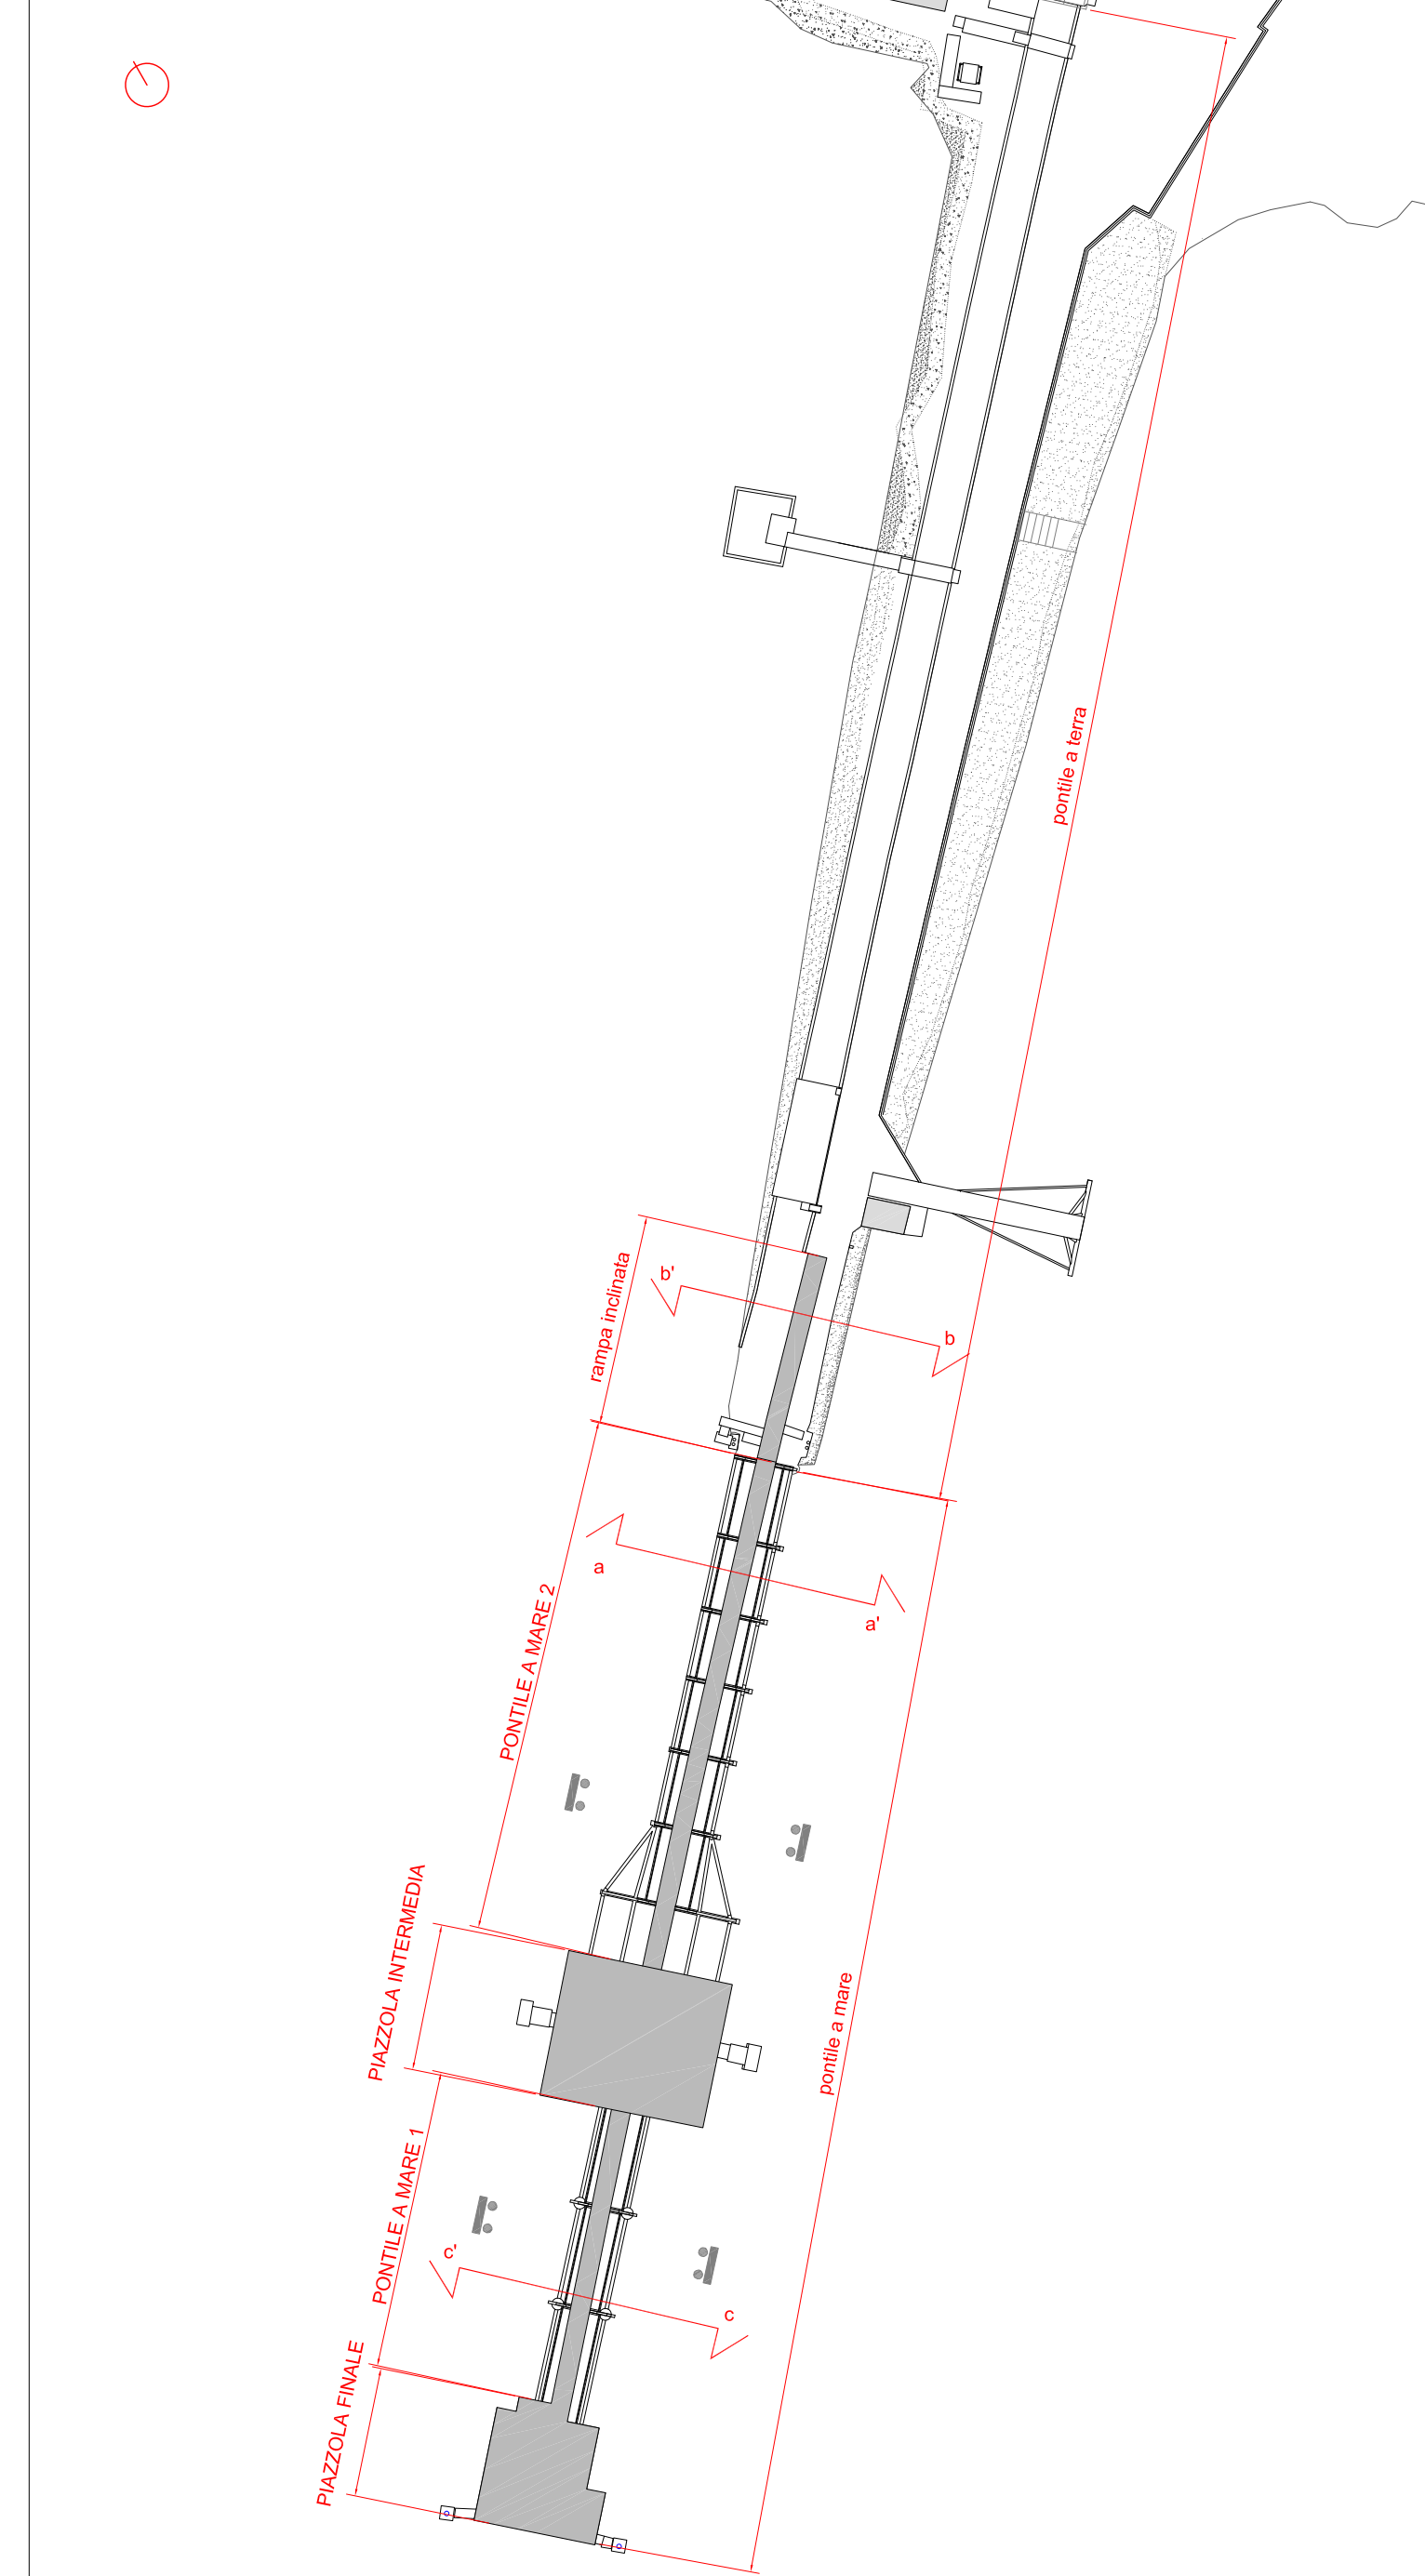 pontile a terra
rampa inclinata
b'
b
a
a'
PONTILE A MARE 2
PIAZZOLA INTERMEDIA
pontile a mare
PONTILE A MARE 1
c'
c
PIAZZOLA FINALE